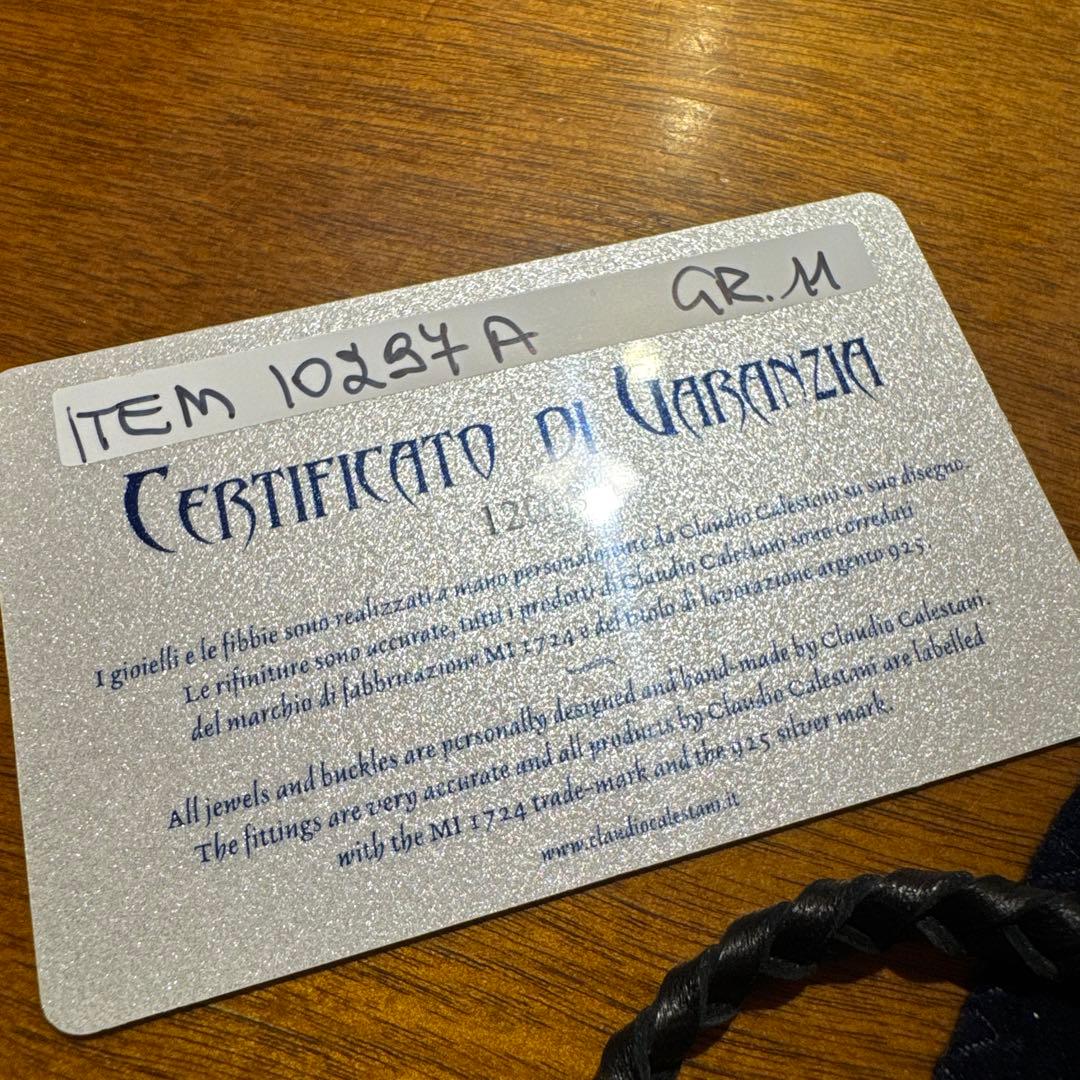 ITEM 10297A GR. 11
CERTIFICATO DI GARANZIA
I gioielli e le fibbie sono realizzati a mano personalmente da Claudio Calestani su suo disegno.
Le rifiniture sono accurate, tutti i prodotti di Claudio Calestani sono corredati
del marchio di fabbricazione MI 1724 e del titolo di lavorazione argento 925.
All jewels and buckles are personally designed and hand-made by Claudio Calestani.
The fittings are very accurate and all products by Claudio Calestani are labelled
with the MI 1724 trade-mark and the 925 silver mark.
www.claudiocalestani.it